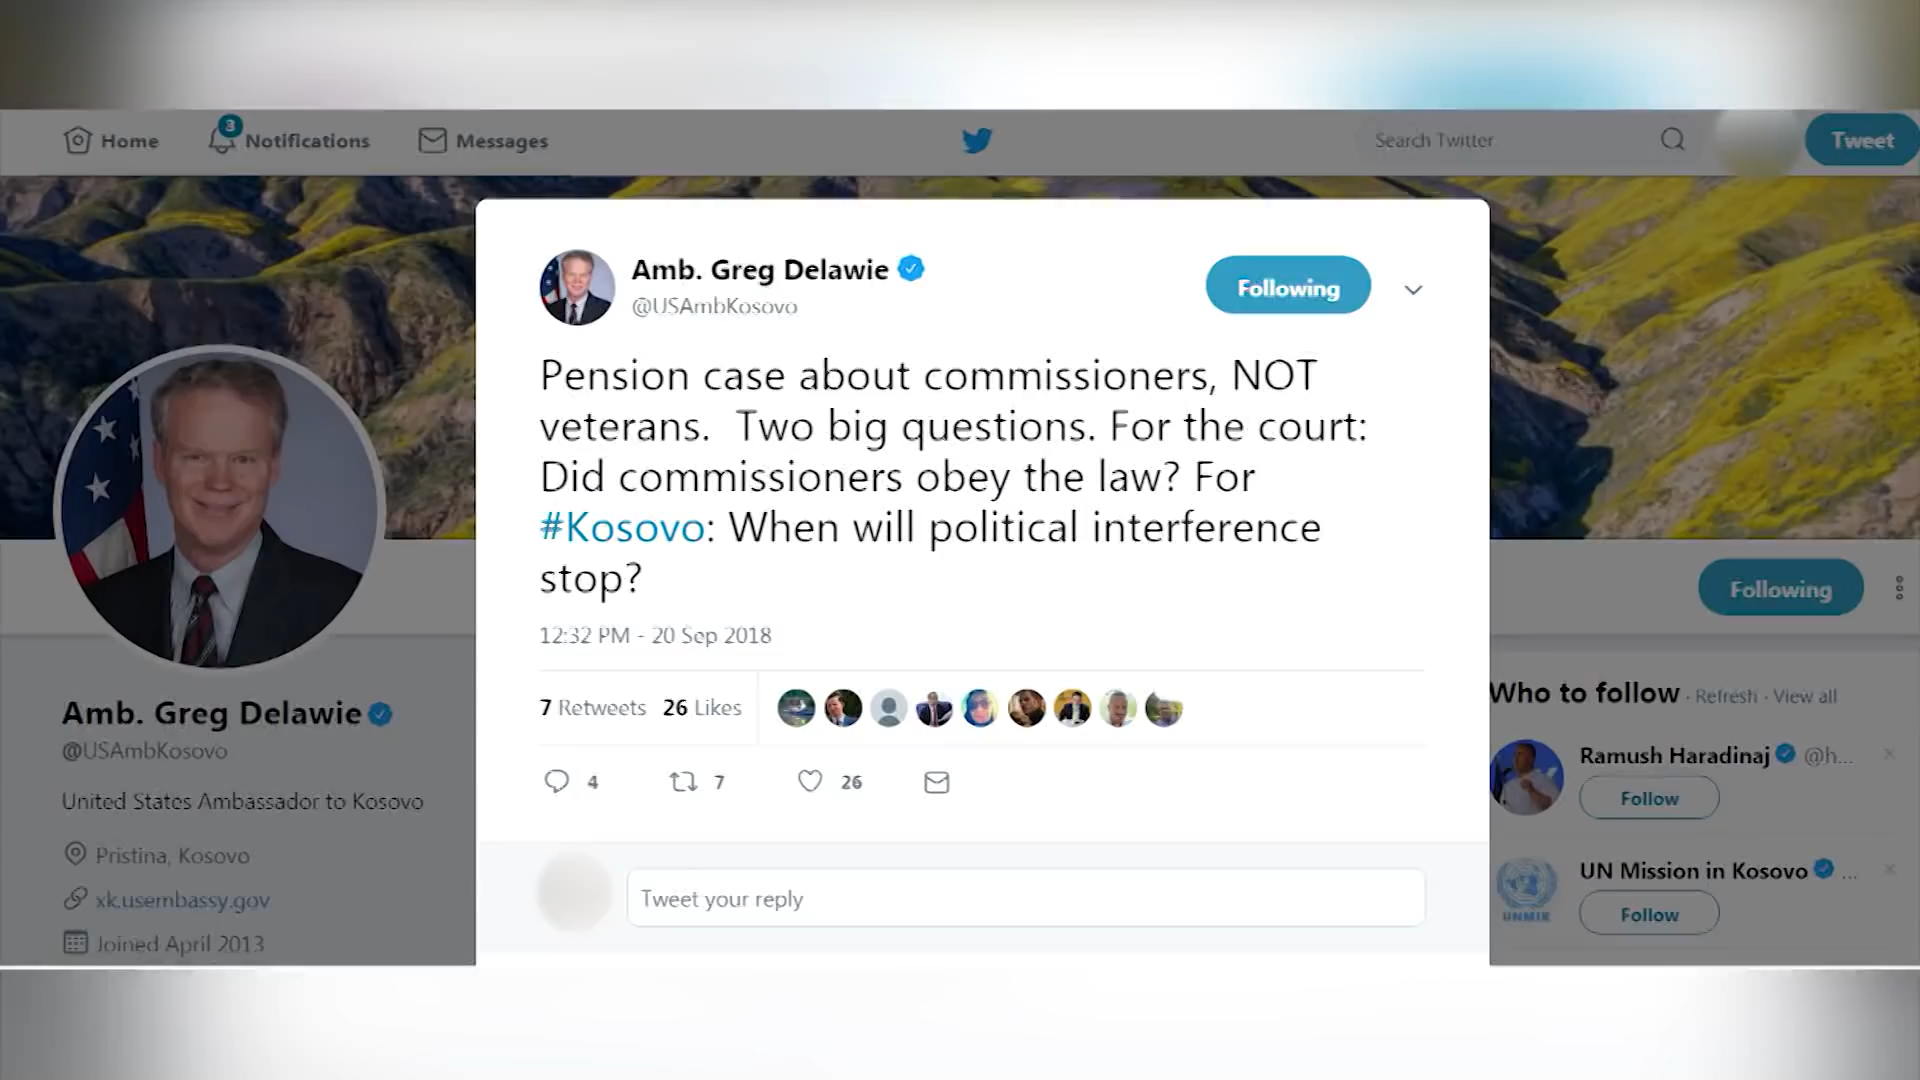 Home
3
Notifications
Messages
Search Twitter
Tweet
Amb. Greg Delawie
@USAmbKosovo
Following
Pension case about commissioners, NOT
veterans.  Two big questions. For the court:
Did commissioners obey the law? For
#Kosovo: When will political interference
stop?
12:32 PM - 20 Sep 2018
7 Retweets 26 Likes
4
7
26
Tweet your reply
Amb. Greg Delawie
@USAmbKosovo
United States Ambassador to Kosovo
Pristina, Kosovo
xk.usembassy.gov
Joined April 2013
Following
Who to follow · Refresh · View all
Ramush Haradinaj @h...
Follow
UN Mission in Kosovo ...
UNMIK
Follow